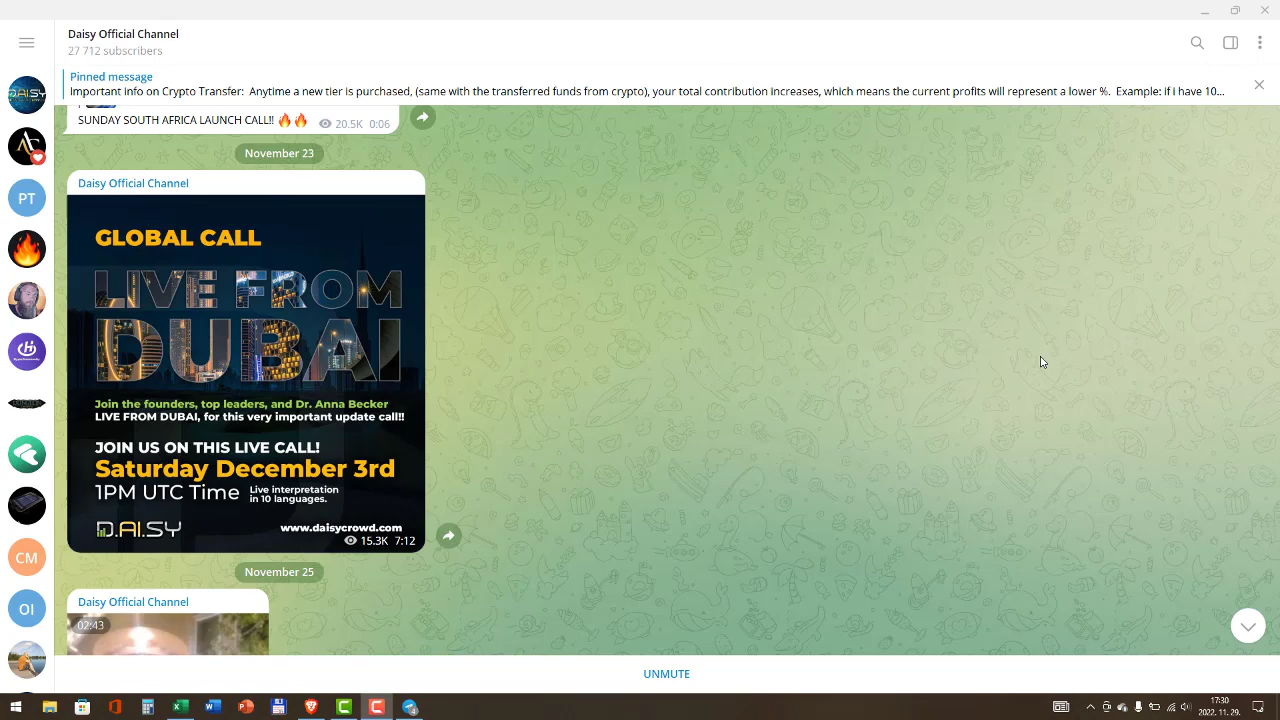 Daisy Official Channel
27 712 subscribers
Pinned message
Important info on Crypto Transfer: Anytime a new tier is purchased, (same with the transferred funds from crypto), your total contribution increases, which means the current profits will represent a lower %. Example: if i have 10...
SUNDAY SOUTH AFRICA LAUNCH CALL!! 🔥🔥 20.5K 0:06
November 23
Daisy Official Channel
GLOBAL CALL
LIVE FROM
DUBAI
Join the founders, top leaders, and Dr. Anna Becker
LIVE FROM DUBAI, for this very important update call!!
JOIN US ON THIS LIVE CALL!
Saturday December 3rd
1PM UTC Time
Live interpretation
in 10 languages.
D.AI.SY
www.daisycrowd.com
15.3K 7:12
November 25
Daisy Official Channel
02:43
UNMUTE
PT
CM
OI
17:30
2022. 11. 29.